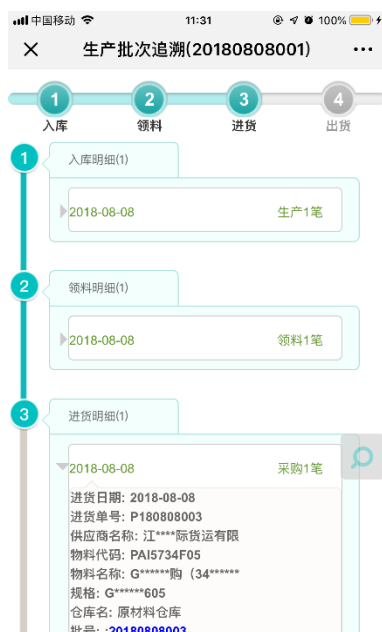 中国移动 11:31 100%
生产批次追溯(20180808001) ...
1 2 3 4
入库 领料 进货 出货
1 入库明细(1)
2018-08-08 生产1笔
2 领料明细(1)
2018-08-08 领料1笔
3 进货明细(1)
2018-08-08 采购1笔
进货日期: 2018-08-08
进货单号: P180808003
供应商名称: 江****际货运有限
物料代码: PAI5734F05
物料名称: G******购（34******
规格: G******605
仓库名: 原材料仓库
批号: :20180808003